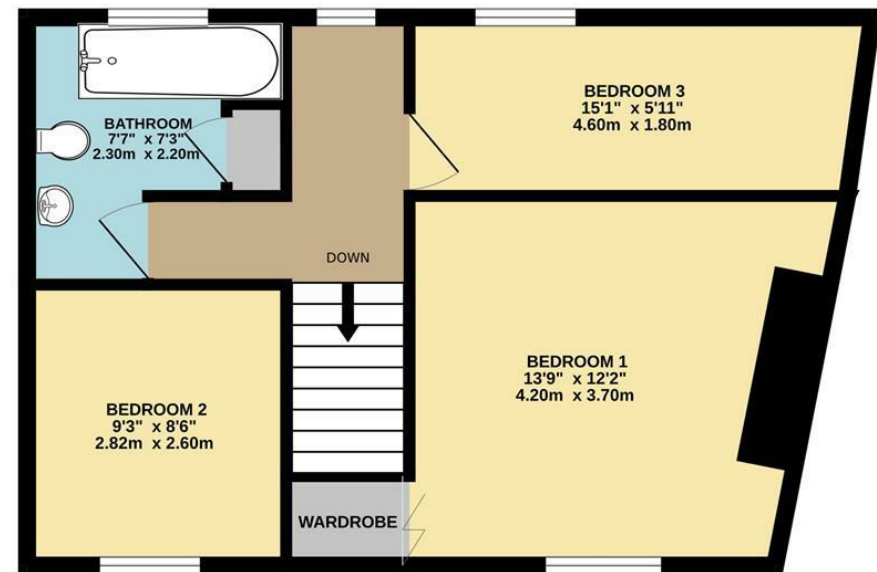 BATHROOM
7'7" x 7'3"
2.30m x 2.20m
BEDROOM 3
15'1" x 5'11"
4.60m x 1.80m
DOWN
BEDROOM 1
13'9" x 12'2"
4.20m x 3.70m
BEDROOM 2
9'3" x 8'6"
2.82m x 2.60m
WARDROBE